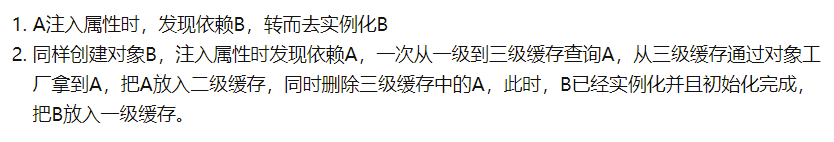 1. A注入属性时，发现依赖B，转而去实例化B
2. 同样创建对象B，注入属性时发现依赖A，一次从一级到三级缓存查询A，从三级缓存通过对象工
厂拿到A，把A放入二级缓存，同时删除三级缓存中的A，此时，B已经实例化并且初始化完成，
把B放入一级缓存。